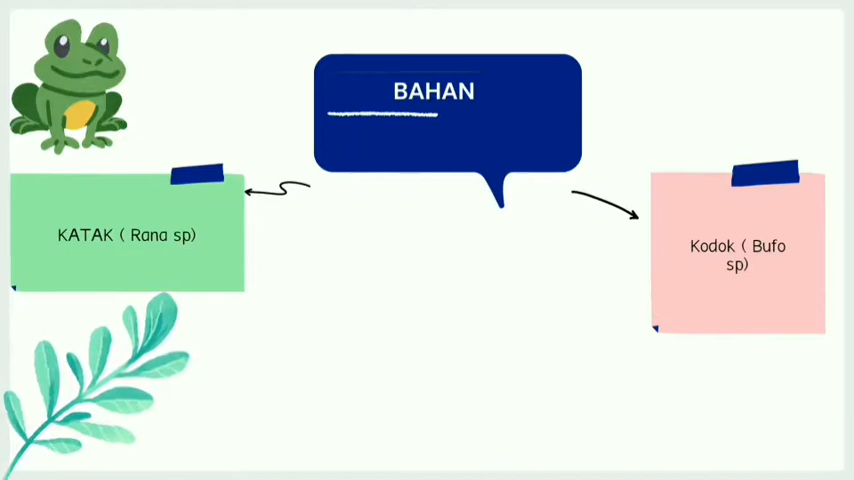 BAHAN
KATAK ( Rana sp)
Kodok ( Bufo
sp)